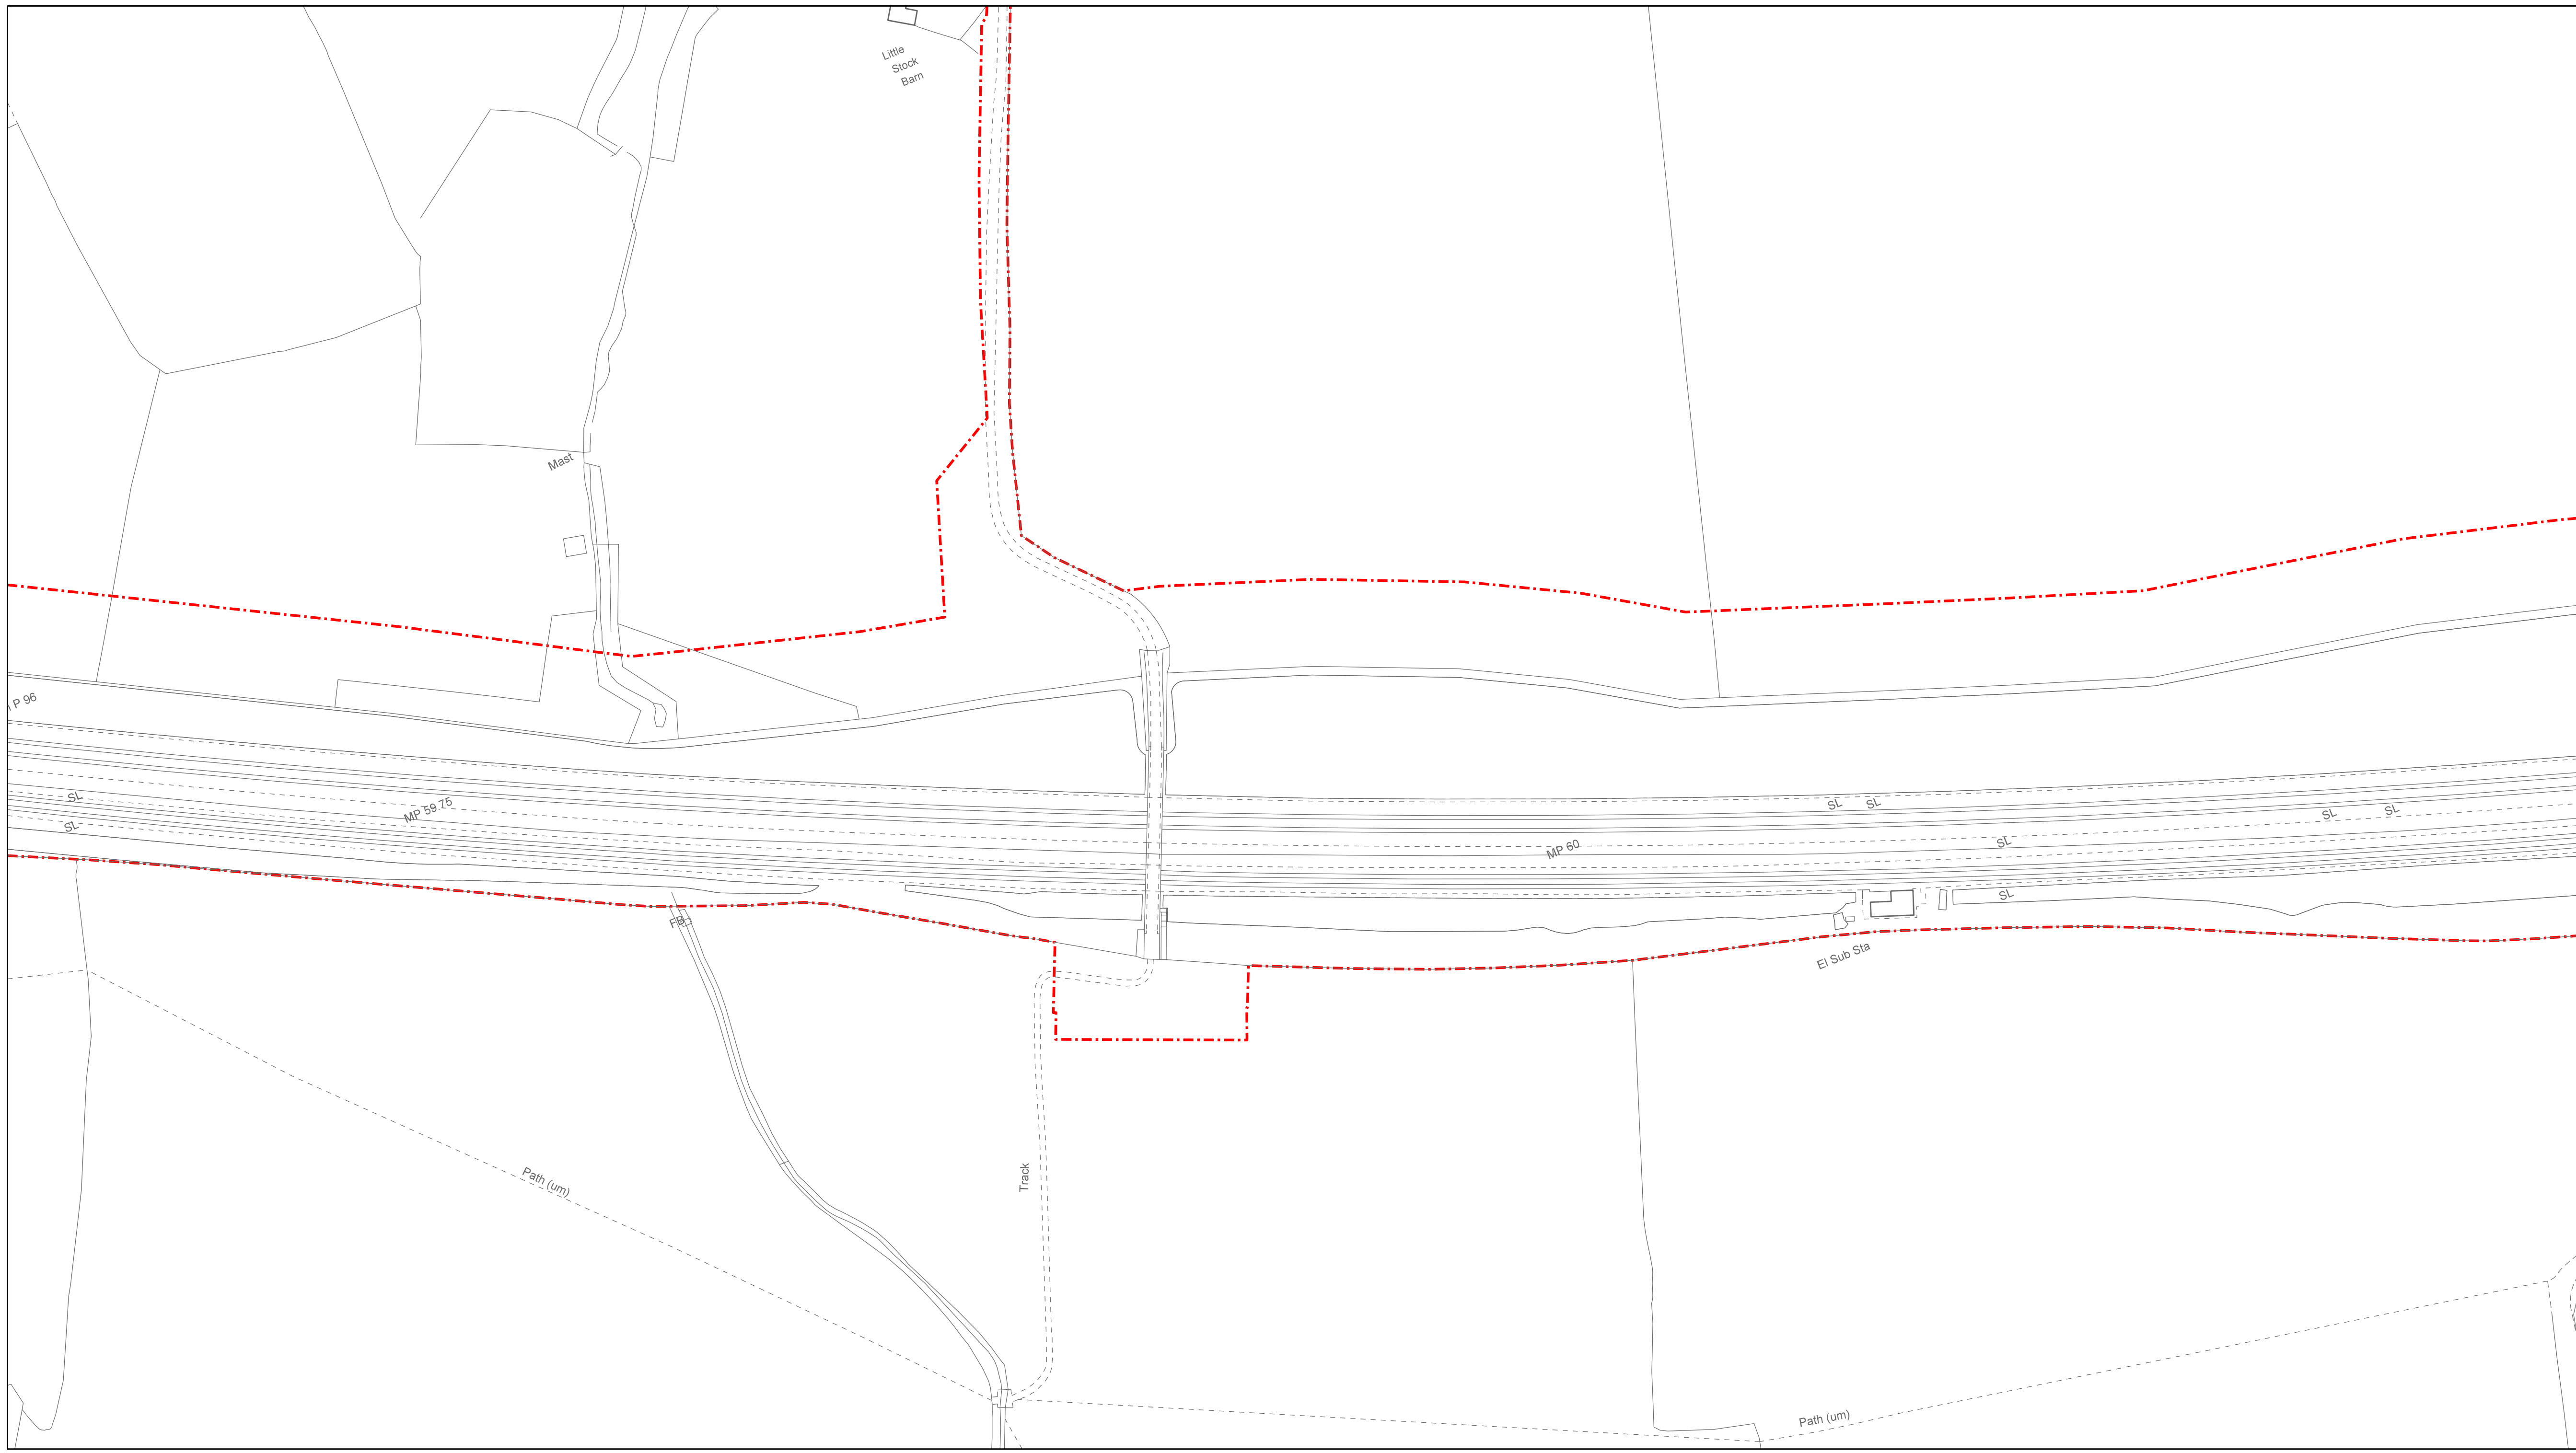 Little
Stock
Barn
Mast
P 96
SL
MP 59.75
SL
SL
SL
SL
SL
SL
MP 60
SL
FB
El Sub Sta
Track
Path (um)
Path (um)